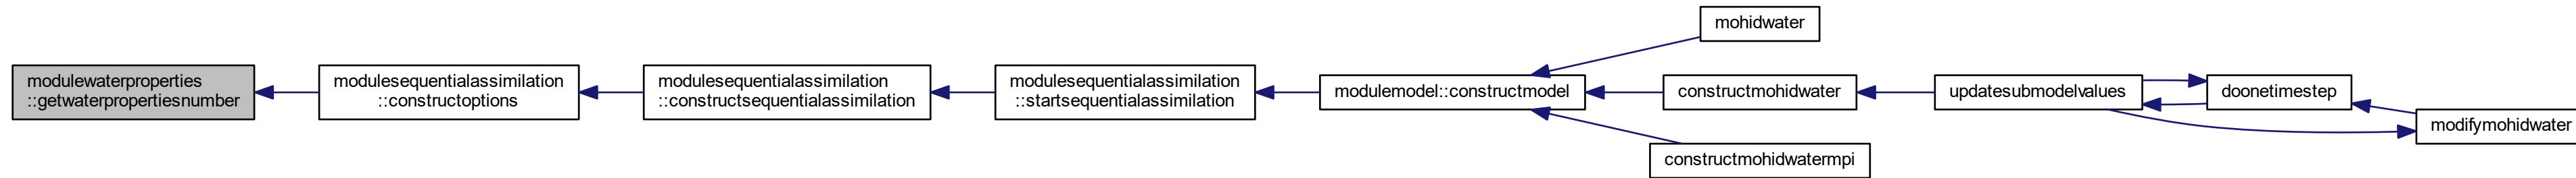 modulewaterproperties
::getwaterpropertiesnumber
modulesequentialassimilation
::constructoptions
modulesequentialassimilation
::constructsequentialassimilation
modulesequentialassimilation
::startsequentialassimilation
modulemodel::constructmodel
mohidwater
constructmohidwater
constructmohidwatermpi
updatesubmodelvalues
doonetimestep
modifymohidwater